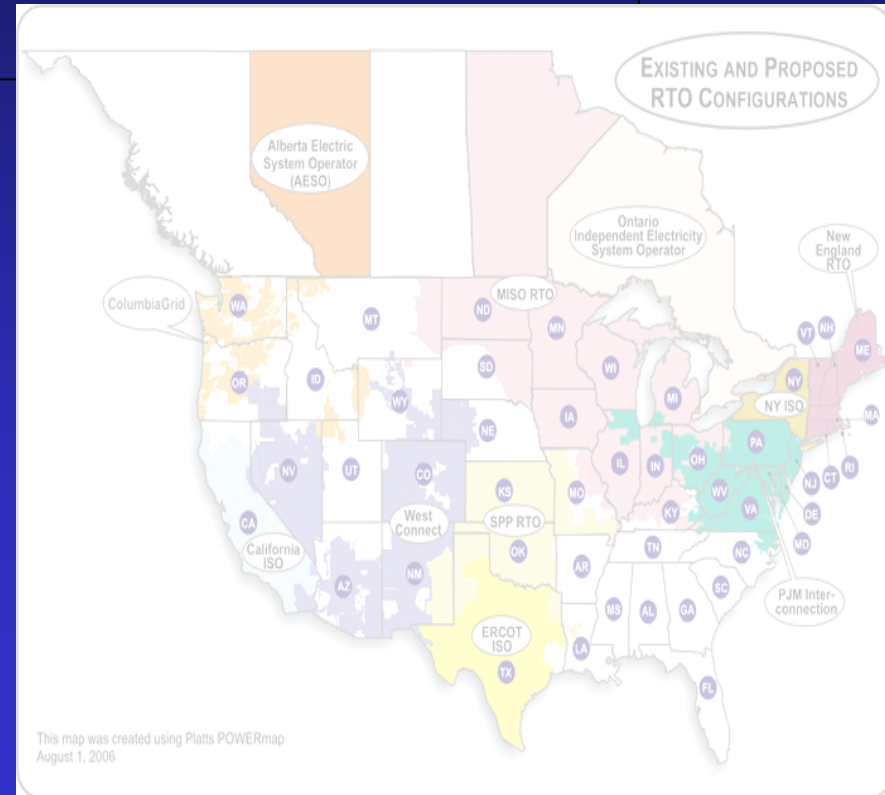 EXISTING AND PROPOSED
RTO CONFIGURATIONS
Alberta Electric
System Operator
(AESO)
Ontario
Independent Electricity
System Operator
New
England
RTO
ColumbiaGrid
MISO RTO
WA
MT
ND
MN
VT
NH
ME
OR
ID
WY
SD
WI
MI
NY
NY ISO
MA
NE
IA
IL
IN
OH
PA
NV
UT
CO
KS
MO
WV
VA
KY
NJ
CT
RI
DE
MD
CA
California
ISO
West
Connect
SPP RTO
OK
TN
NC
AZ
NM
AR
SC
PJM Inter-
connection
ERCOT
ISO
TX
LA
MS
AL
GA
FL
This map was created using Platts POWERmap
August 1, 2006